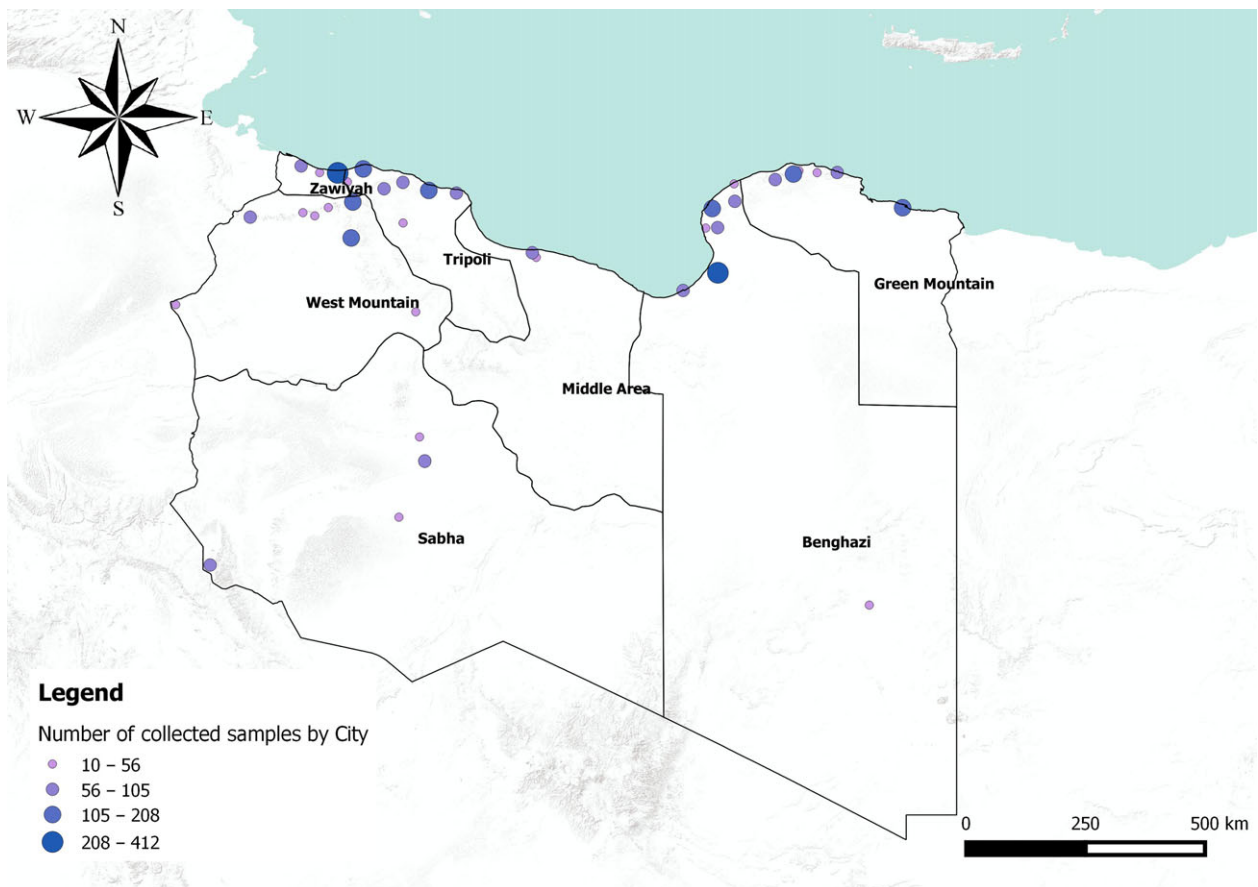 N
W E
S
Zawiyah
Tripoli
West Mountain
Green Mountain
Middle Area
Sabha
Benghazi
Legend
Number of collected samples by City
10 – 56
56 – 105
105 – 208
208 – 412
0 250 500 km